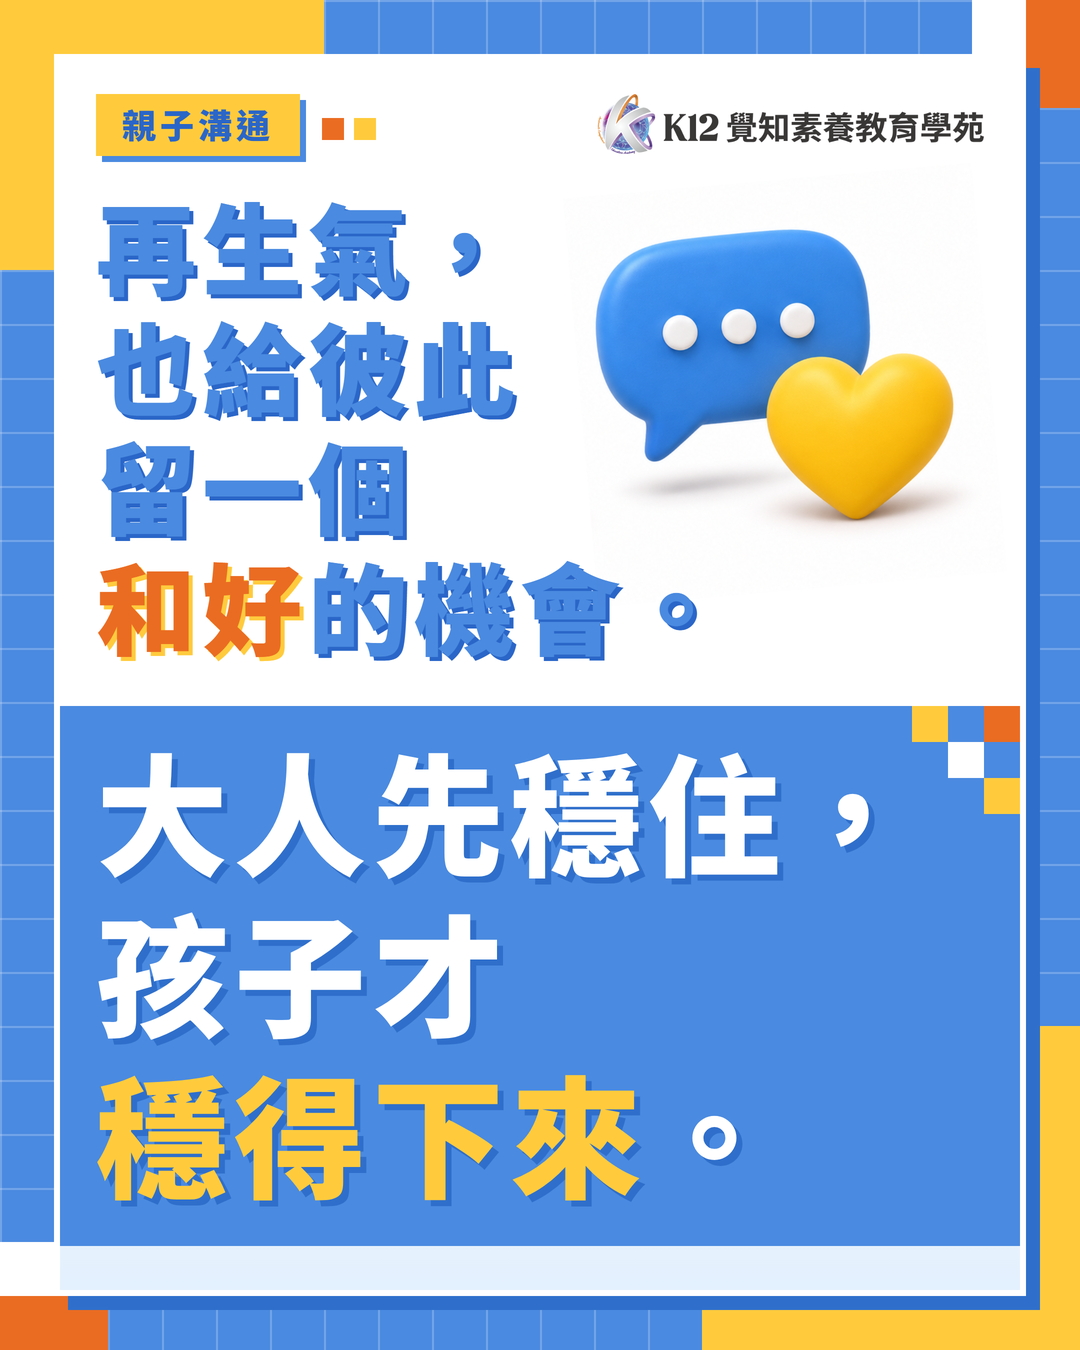 親子溝通
K12 覺知素養教育學苑
再生氣，
也給彼此
留一個
和好的機會。
大人先穩住，
孩子才
穩得下來。